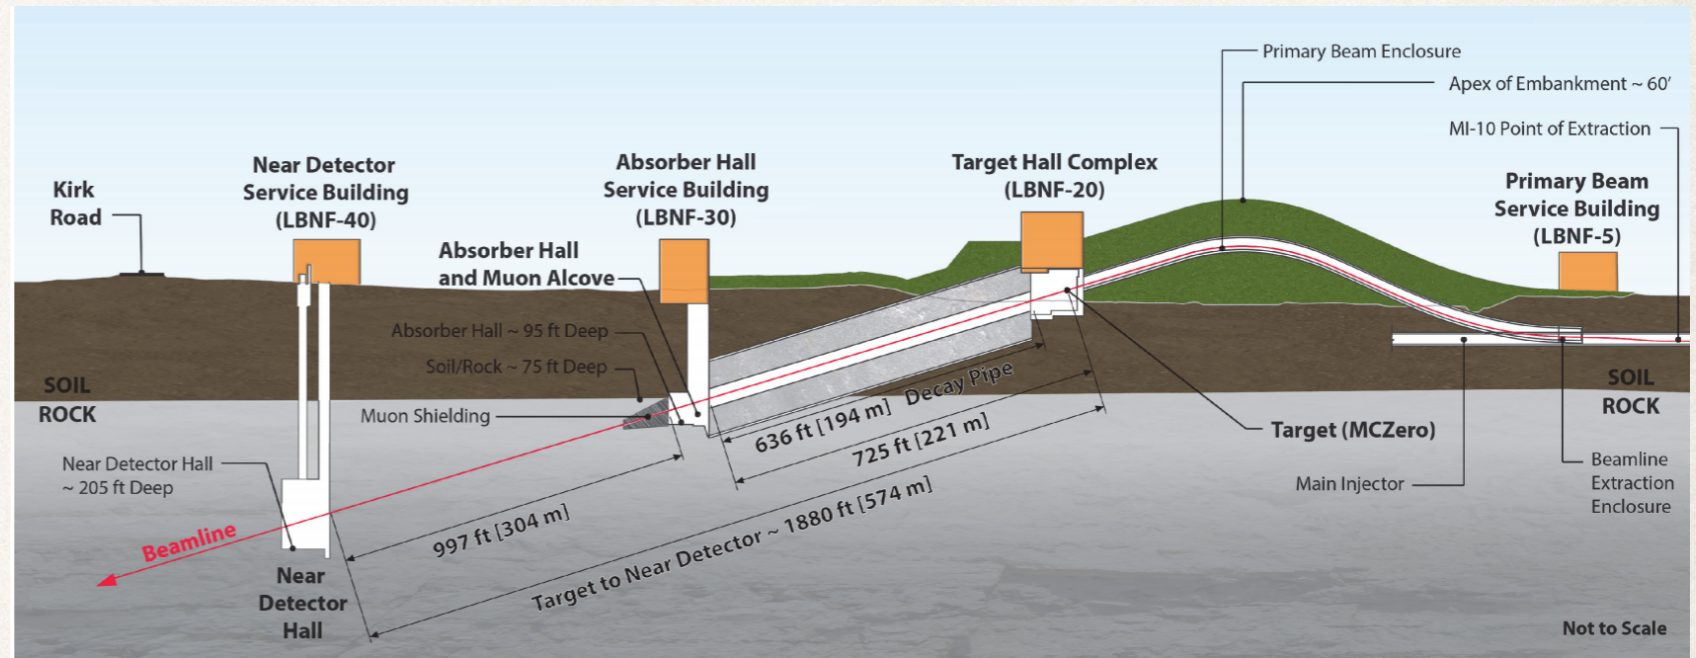 Primary Beam Enclosure
Apex of Embankment ~ 60′
MI-10 Point of Extraction
Kirk
Road
Near Detector
Service Building
(LBNF-40)
Absorber Hall
Service Building
(LBNF-30)
Target Hall Complex
(LBNF-20)
Primary Beam
Service Building
(LBNF-5)
Absorber Hall
and Muon Alcove
Absorber Hall ~ 95 ft Deep
Soil/Rock ~ 75 ft Deep
Muon Shielding
SOIL
ROCK
SOIL
ROCK
Near Detector Hall
~ 205 ft Deep
Beamline
Near
Detector
Hall
636 ft [194 m] Decay Pipe
725 ft [221 m]
997 ft [304 m]
Target to Near Detector ~ 1880 ft [574 m]
Target (MCZero)
Main Injector
Beamline
Extraction
Enclosure
Not to Scale